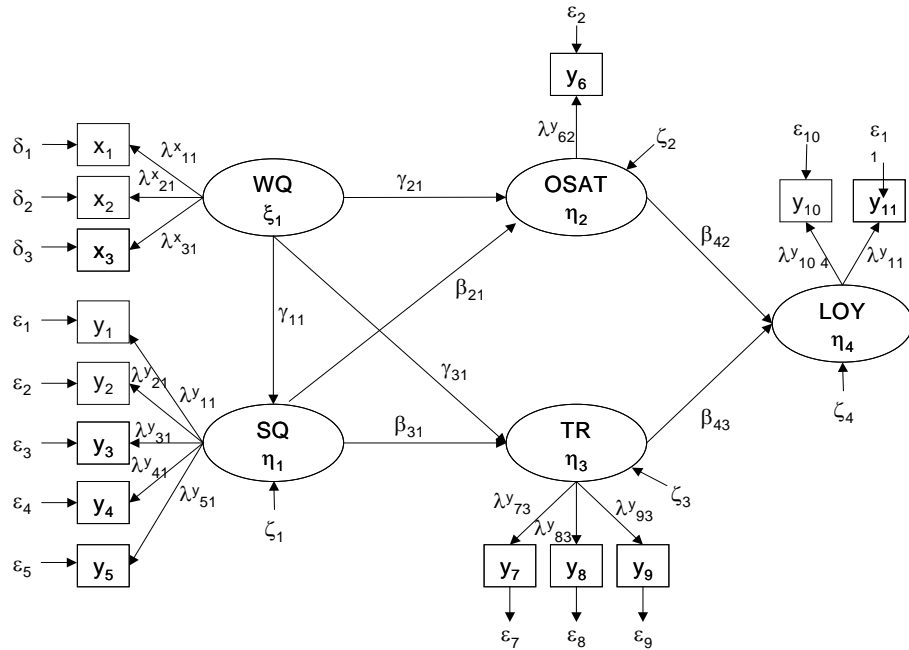 ε2
y6
λy62
ζ2
δ1
x1
λx11
δ2
x2
λx21
δ3
x3
λx31
WQ
ξ1
γ21
OSAT
η2
ε10
ε1
1
y10
y11
λy10 4
λy11
β42
LOY
η4
ζ4
β21
γ11
γ31
ε1
y1
λy11
ε2
y2
λy21
ε3
y3
λy31
ε4
y4
λy41
ε5
y5
λy51
SQ
η1
ζ1
β31
TR
η3
ζ3
β43
λy73
λy83
λy93
y7
y8
y9
ε7
ε8
ε9